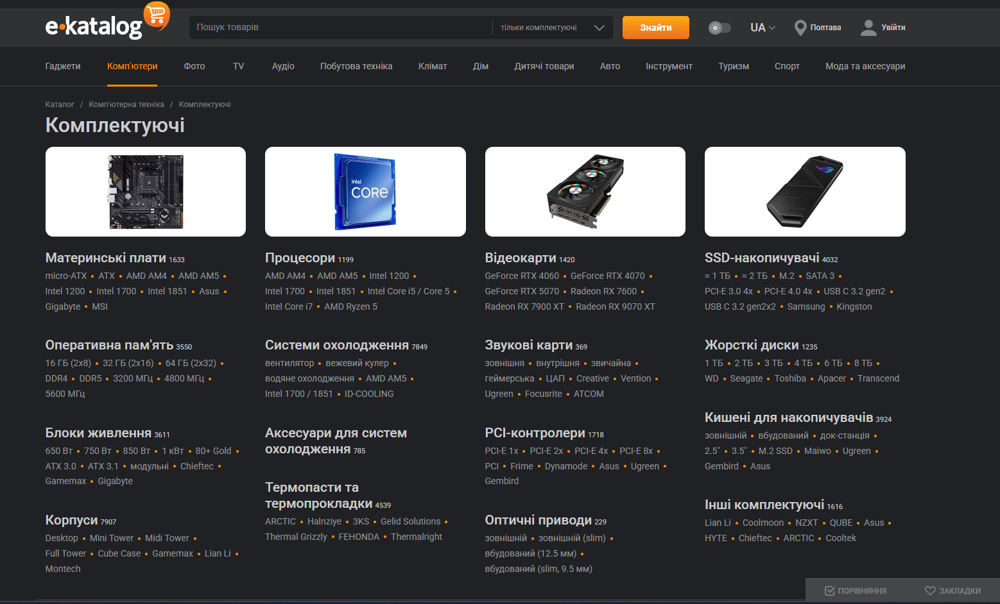 e·katalog
Пошук товарів
тільки комплектуючі
Знайти
UA
Полтава
Увійти
Гаджети Комп'ютери Фото TV Аудіо Побутова техніка Клімат Дім Дитячі товари Авто Інструмент Туризм Спорт Мода та аксесуари
Каталог / Комп'ютерна техніка / Комплектуючі
Комплектуючі
intel
CORE
Материнські плати 1633
micro-ATX • ATX • AMD AM4 • AMD AM5 •
Intel 1200 • Intel 1700 • Intel 1851 • Asus •
Gigabyte • MSI
Процесори 1199
AMD AM4 • AMD AM5 • Intel 1200 •
Intel 1700 • Intel 1851 • Intel Core i5 / Core 5 •
Intel Core i7 • AMD Ryzen 5
Відеокарти 1420
GeForce RTX 4060 • GeForce RTX 4070 •
GeForce RTX 5070 • Radeon RX 7600 •
Radeon RX 7900 XT • Radeon RX 9070 XT
SSD-накопичувачі 4032
≈ 1 ТБ • ≈ 2 ТБ • M.2 • SATA 3 •
PCI-E 3.0 4x • PCI-E 4.0 4x • USB C 3.2 gen2 •
USB C 3.2 gen2x2 • Samsung • Kingston
Оперативна пам'ять 3550
16 ГБ (2x8) • 32 ГБ (2x16) • 64 ГБ (2x32) •
DDR4 • DDR5 • 3200 МГц • 4800 МГц •
5600 МГц
Системи охолодження 7849
вентилятор • вежевий кулер •
водяне охолодження • AMD AM5 •
Intel 1700 / 1851 • ID-COOLING
Звукові карти 369
зовнішня • внутрішня • звичайна •
геймерська • ЦАП • Creative • Vention •
Ugreen • Focusrite • ATCOM
Жорсткі диски 1235
1 ТБ • 2 ТБ • 3 ТБ • 4 ТБ • 6 ТБ • 8 ТБ •
WD • Seagate • Toshiba • Apacer • Transcend
Блоки живлення 3611
650 Вт • 750 Вт • 850 Вт • 1 кВт • 80+ Gold •
ATX 3.0 • ATX 3.1 • модульні • Chieftec •
Gamemax • Gigabyte
Аксесуари для систем
охолодження 785
PCI-контролери 1718
PCI-E 1x • PCI-E 2x • PCI-E 4x • PCI-E 8x •
PCI • Frime • Dynamode • Asus • Ugreen •
Gembird
Кишені для накопичувачів 3924
зовнішній • вбудований • док-станція •
2.5" • 3.5" • M.2 SSD • Maiwo • Ugreen •
Gembird • Asus
Термопасти та
термопрокладки 4539
ARCTIC • Halnziye • 3KS • Gelid Solutions •
Thermal Grizzly • FEHONDA • Thermalright
Корпуси 7907
Desktop • Mini Tower • Midi Tower •
Full Tower • Cube Case • Gamemax • Lian Li •
Montech
Оптичні приводи 229
зовнішній • зовнішній (slim) •
вбудований (12.5 мм) •
вбудований (slim, 9.5 мм)
Інші комплектуючі 1616
Lian Li • Coolmoon • NZXT • QUBE • Asus •
HYTE • Chieftec • ARCTIC • Cooltek
ПОРІВНЯННЯ
ЗАКЛАДКИ